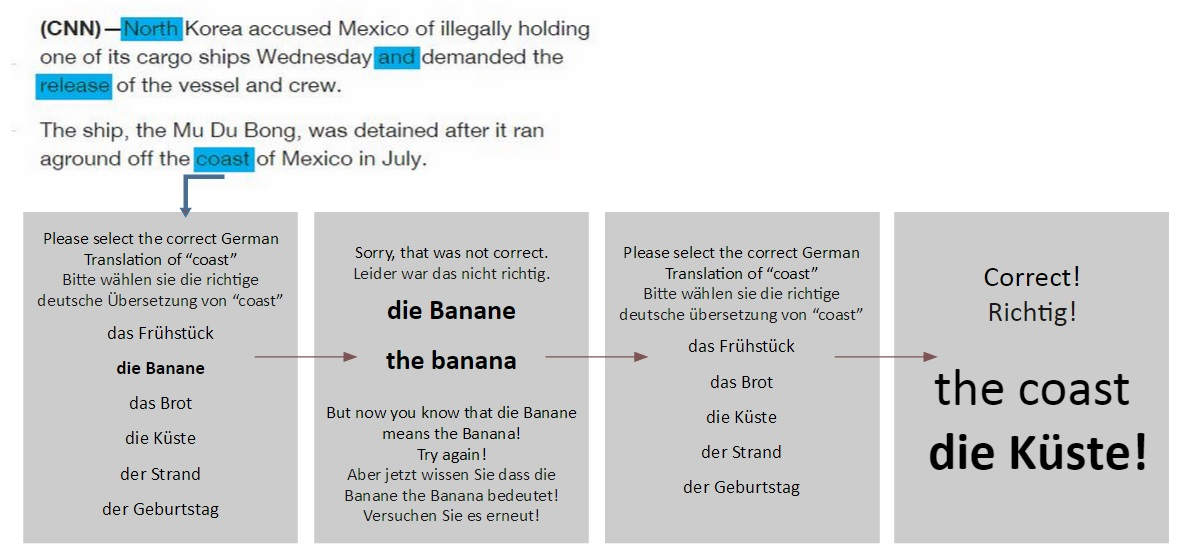 (CNN) — North Korea accused Mexico of illegally holding
one of its cargo ships Wednesday and demanded the
release of the vessel and crew.
The ship, the Mu Du Bong, was detained after it ran
aground off the coast of Mexico in July.
Please select the correct German
Translation of “coast”
Bitte wählen sie die richtige
deutsche Übersetzung von “coast”
das Frühstück
die Banane
das Brot
die Küste
der Strand
der Geburtstag
Sorry, that was not correct.
Leider war das nicht richtig.
die Banane
the banana
But now you know that die Banane
means the Banana!
Try again!
Aber jetzt wissen Sie dass die
Banane the Banana bedeutet!
Versuchen Sie es erneut!
Please select the correct German
Translation of “coast”
Bitte wählen sie die richtige
deutsche übersetzung von “coast”
das Frühstück
das Brot
die Küste
der Strand
der Geburtstag
Correct!
Richtig!
the coast
die Küste!